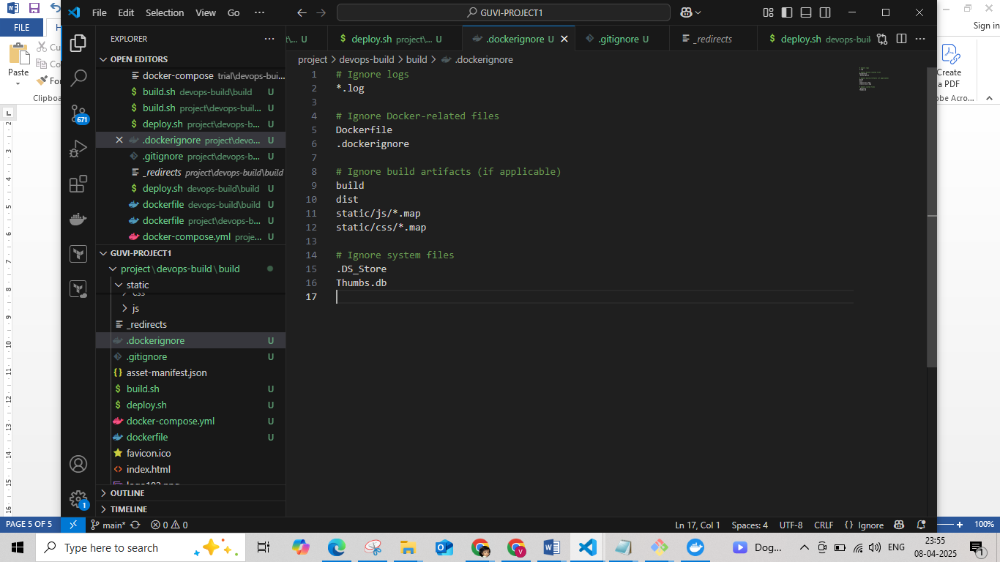 File Edit Selection View Go ··· GUVI-PROJECT1
FILE
Sign in
EXPLORER
U deploy.sh project\... U .dockerignore U .gitignore U _redirects deploy.sh devops-buil
Paste
Cu
Co
For
Clipboa
OPEN EDITORS
docker-compose trial\devops-bui...
build.sh devops-build\build U
build.sh project\devops-buil... U
deploy.sh project\devops-b... U
.dockerignore project\devo... U
.gitignore project\devops-b... U
_redirects project\devops-build\build
deploy.sh devops-build\build U
dockerfile devops-build\build U
dockerfile project\devops-b... U
docker-compose.yml proje... U
GUVI-PROJECT1
project\devops-build\build
static
css
js
_redirects
.dockerignore U
.gitignore U
asset-manifest.json
build.sh U
deploy.sh U
docker-compose.yml U
dockerfile U
favicon.ico
index.html
logo192.png
OUTLINE
TIMELINE
671
1
project > devops-build > build > .dockerignore
1 # Ignore logs
2 *.log
3
4 # Ignore Docker-related files
5 Dockerfile
6 .dockerignore
7
8 # Ignore build artifacts (if applicable)
9 build
10 dist
11 static/js/*.map
12 static/css/*.map
13
14 # Ignore system files
15 .DS_Store
16 Thumbs.db
17
Create
a PDF
obe Acro...
PAGE 5 OF 5
main* 0 0 Ln 17, Col 1 Spaces: 4 UTF-8 CRLF {} Ignore
100%
Type here to search
Dog...
ENG
23:55
08-04-2025
1